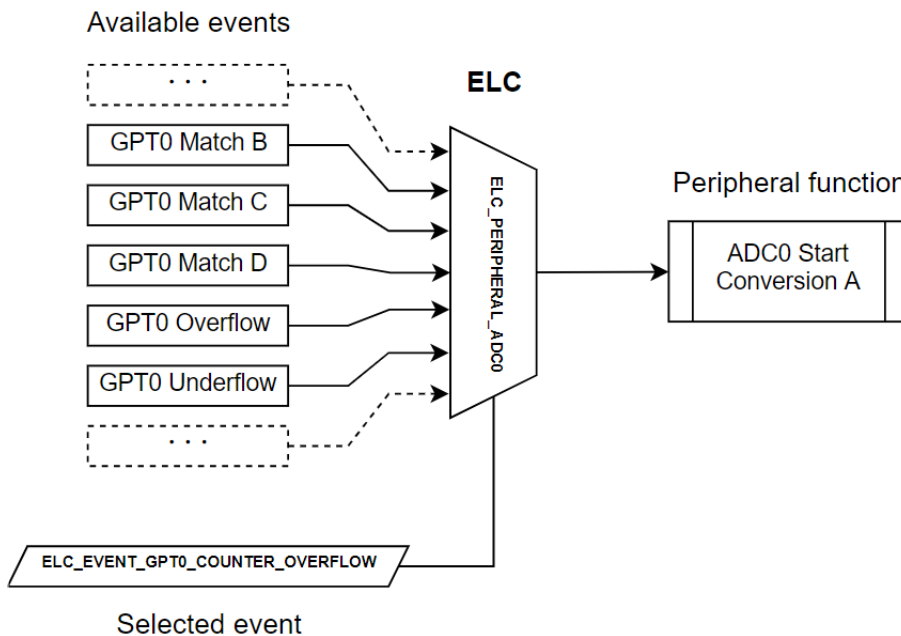 Available events
. . .
GPT0 Match B
GPT0 Match C
GPT0 Match D
GPT0 Overflow
GPT0 Underflow
. . .
ELC
ELC_PERIPHERAL_ADC0
Peripheral function
ADC0 Start
Conversion A
ELC_EVENT_GPT0_COUNTER_OVERFLOW
Selected event